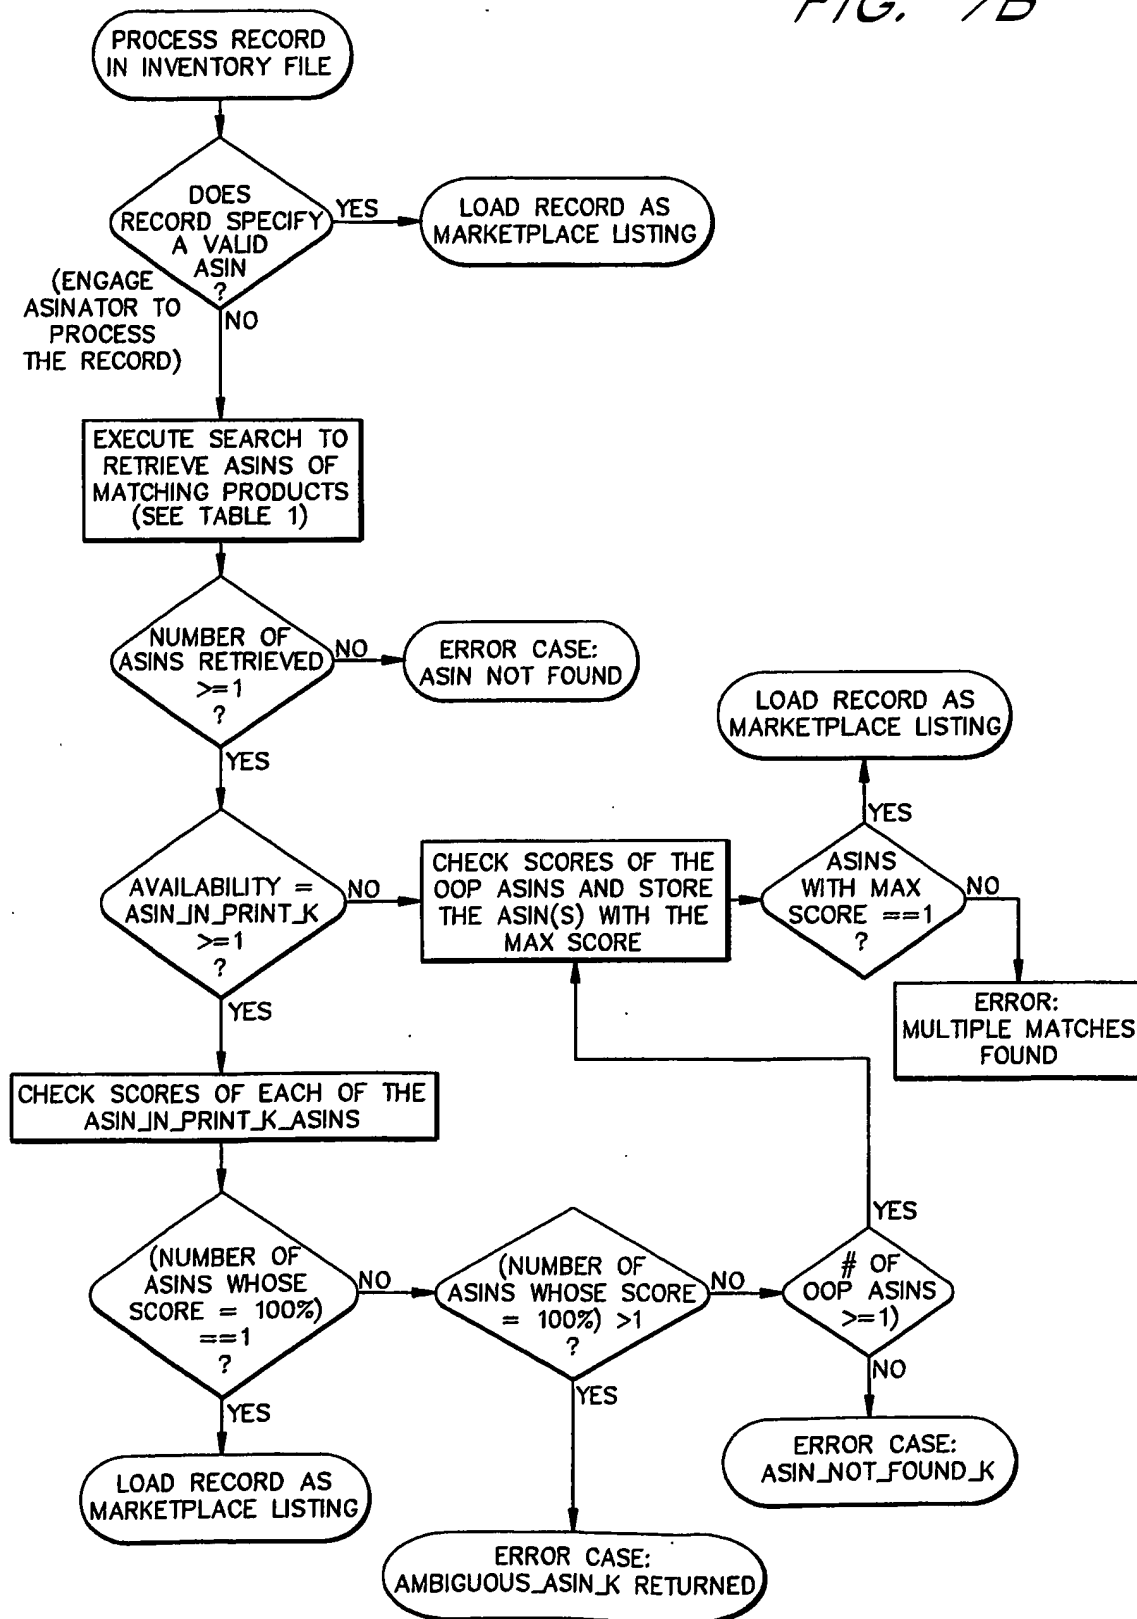 FIG. 7B
PROCESS RECORD
IN INVENTORY FILE
DOES
RECORD SPECIFY
A VALID
ASIN
?
YES
LOAD RECORD AS
MARKETPLACE LISTING
(ENGAGE
ASINATOR TO
PROCESS
THE RECORD)
NO
EXECUTE SEARCH TO
RETRIEVE ASINS OF
MATCHING PRODUCTS
(SEE TABLE 1)
NUMBER OF
ASINS RETRIEVED
>=1
?
NO
ERROR CASE:
ASIN NOT FOUND
YES
LOAD RECORD AS
MARKETPLACE LISTING
YES
AVAILABILITY =
ASIN_IN_PRINT_K
>=1
?
NO
CHECK SCORES OF THE
OOP ASINS AND STORE
THE ASIN(S) WITH THE
MAX SCORE
ASINS
WITH MAX
SCORE ==1
?
NO
ERROR:
MULTIPLE MATCHES
FOUND
YES
CHECK SCORES OF EACH OF THE
ASIN_IN_PRINT_K_ASINS
(NUMBER OF
ASINS WHOSE
SCORE = 100%)
==1
?
NO
(NUMBER OF
ASINS WHOSE SCORE
= 100%) >1
?
NO
YES
# OF
OOP ASINS
>=1)
NO
ERROR CASE:
ASIN_NOT_FOUND_K
YES
LOAD RECORD AS
MARKETPLACE LISTING
YES
ERROR CASE:
AMBIGUOUS_ASIN_K RETURNED